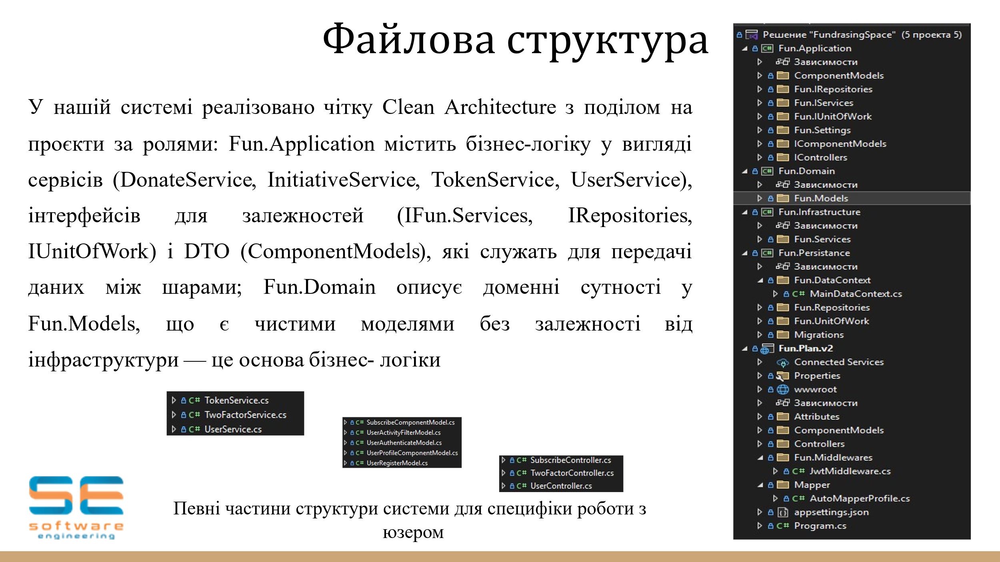 Файлова структура
У нашій системі реалізовано чітку Clean Architecture з поділом на
проєкти за ролями: Fun.Application містить бізнес-логіку у вигляді
сервісів (DonateService, InitiativeService, TokenService, UserService),
інтерфейсів для залежностей (IFun.Services, IRepositories,
IUnitOfWork) і DTO (ComponentModels), які служать для передачі
даних між шарами; Fun.Domain описує доменні сутності у
Fun.Models, що є чистими моделями без залежності від
інфраструктури — це основа бізнес- логіки
TokenService.cs
TwoFactorService.cs
UserService.cs
SubscribeComponentModel.cs
UserActivityFilterModel.cs
UserAuthenticateModel.cs
UserProfileComponentModel.cs
UserRegisterModel.cs
SubscribeController.cs
TwoFactorController.cs
UserController.cs
Певні частини структури системи для специфіки роботи з
юзером
SE
software
engineering
Решение "FundrasingSpace" (5 проекта 5)
Fun.Application
Зависимости
ComponentModels
Fun.IRepositories
Fun.IServices
Fun.IUnitOfWork
Fun.Settings
IComponentModels
IControllers
Fun.Domain
Зависимости
Fun.Models
Fun.Infrastructure
Зависимости
Fun.Services
Fun.Persistance
Зависимости
Fun.DataContext
MainDataContext.cs
Fun.Repositories
Fun.UnitOfWork
Migrations
Fun.Plan.v2
Connected Services
Properties
wwwroot
Зависимости
Attributes
ComponentModels
Controllers
Fun.Middlewares
JwtMiddleware.cs
Mapper
AutoMapperProfile.cs
appsettings.json
Program.cs